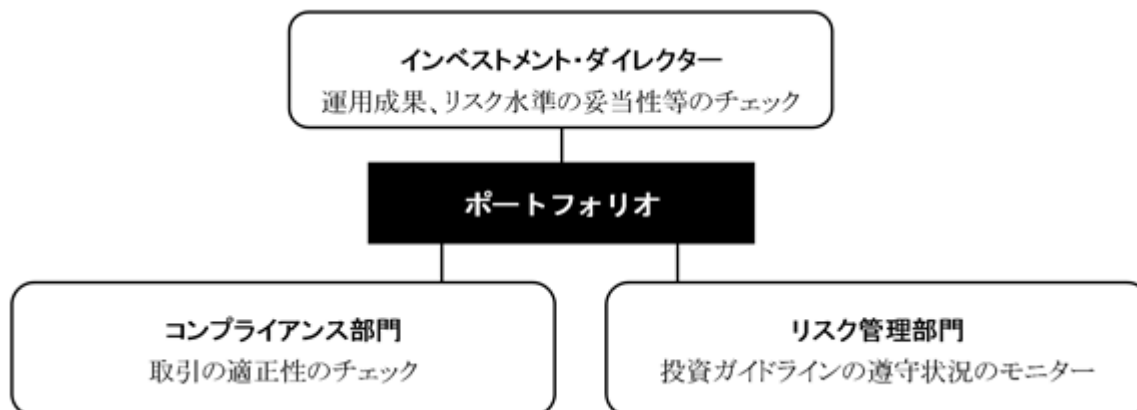 インベストメント・ダイレクター
運用成果、リスク水準の妥当性等のチェック
ポートフォリオ
コンプライアンス部門
取引の適正性のチェック
リスク管理部門
投資ガイドラインの遵守状況のモニター